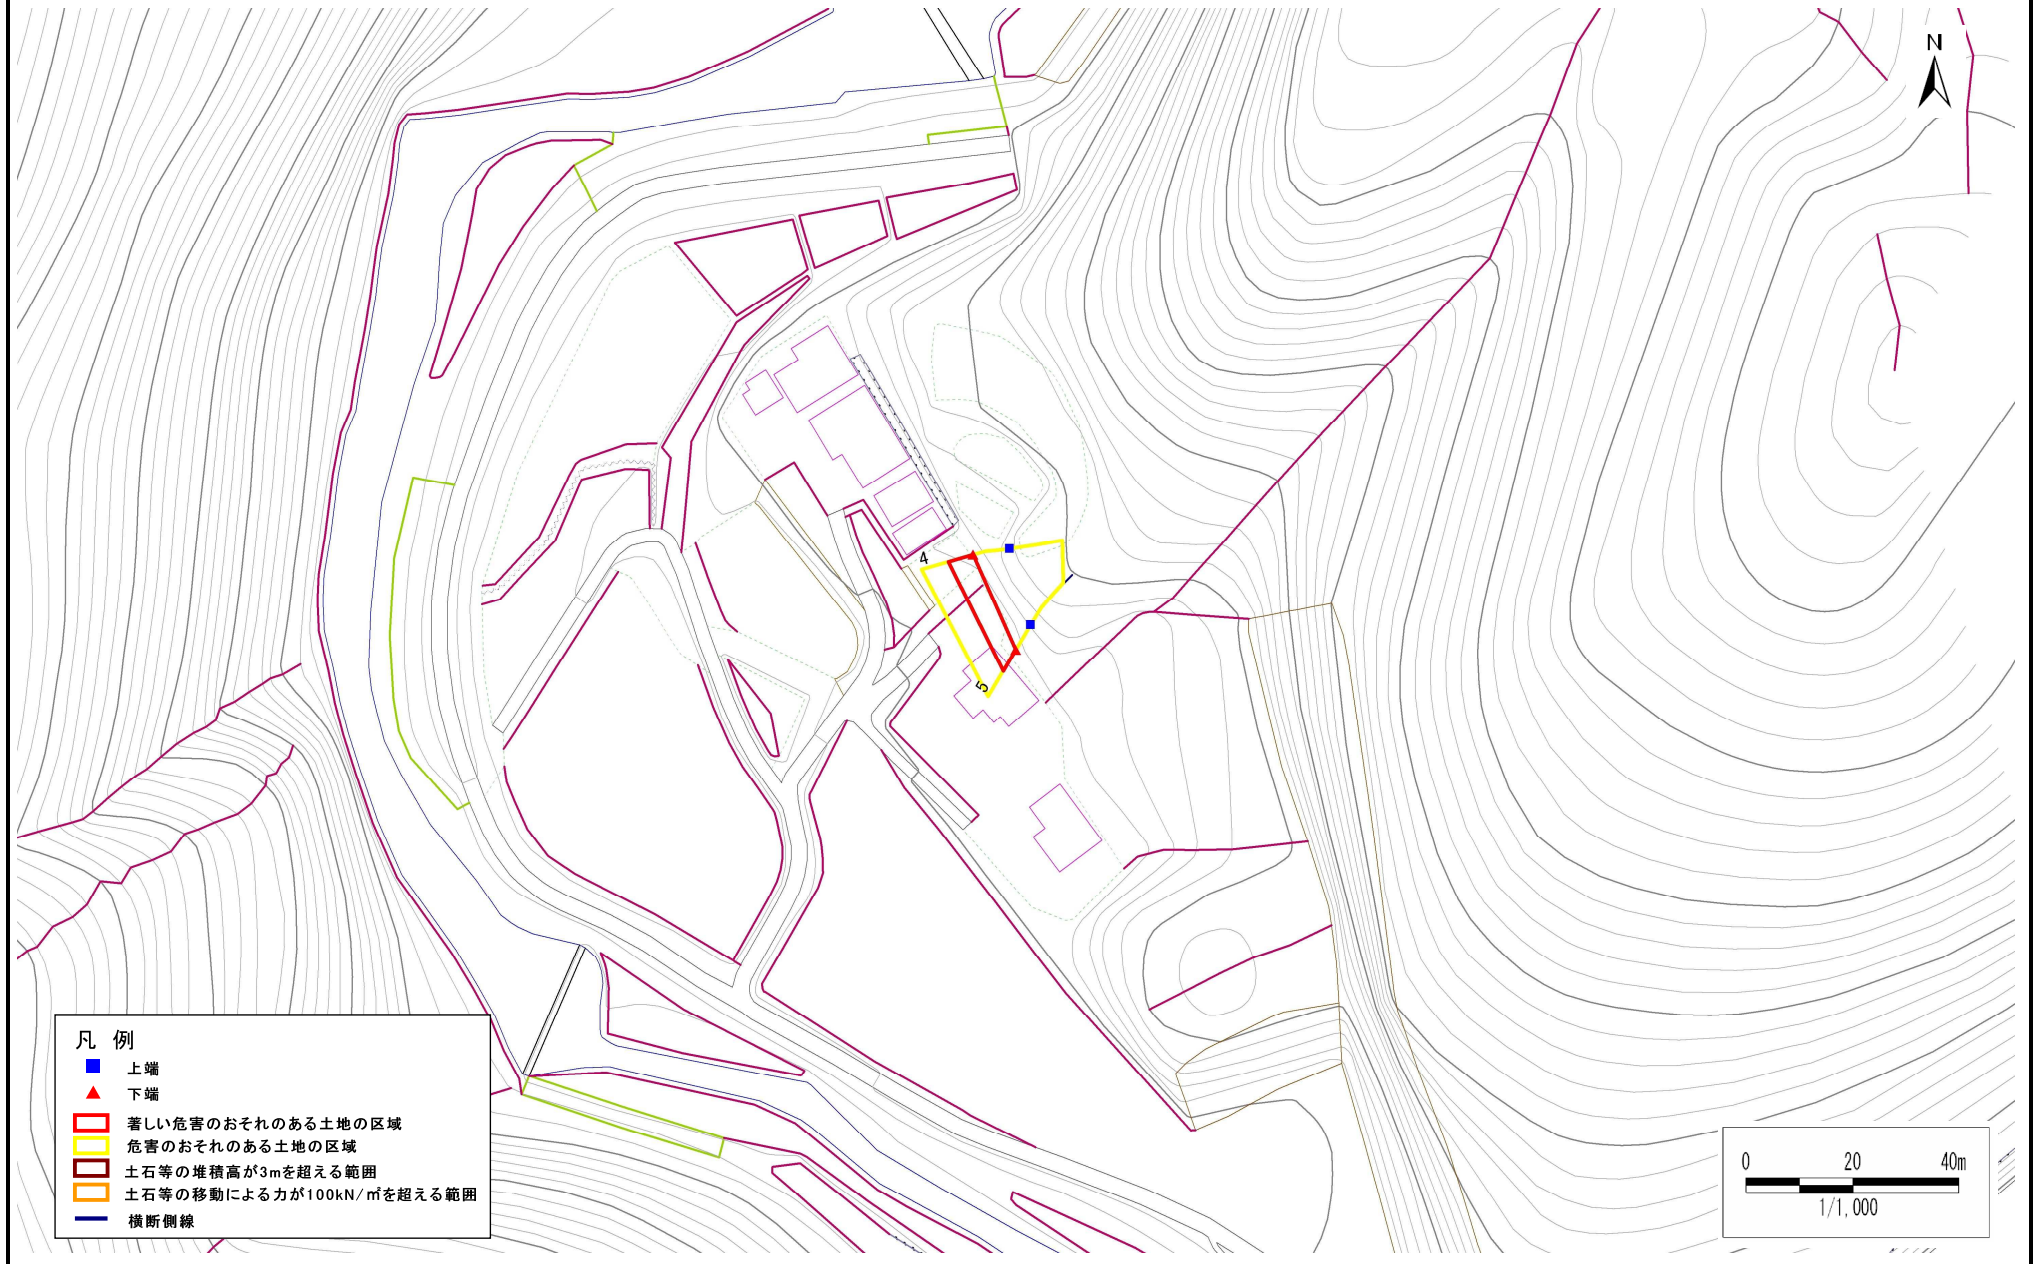 N
4
5
凡 例
上端
下端
著しい危害のおそれのある土地の区域
危害のおそれのある土地の区域
土石等の堆積高が3mを超える範囲
土石等の移動による力が100kN/㎡を超える範囲
横断側線
0 20 40m
1/1,000